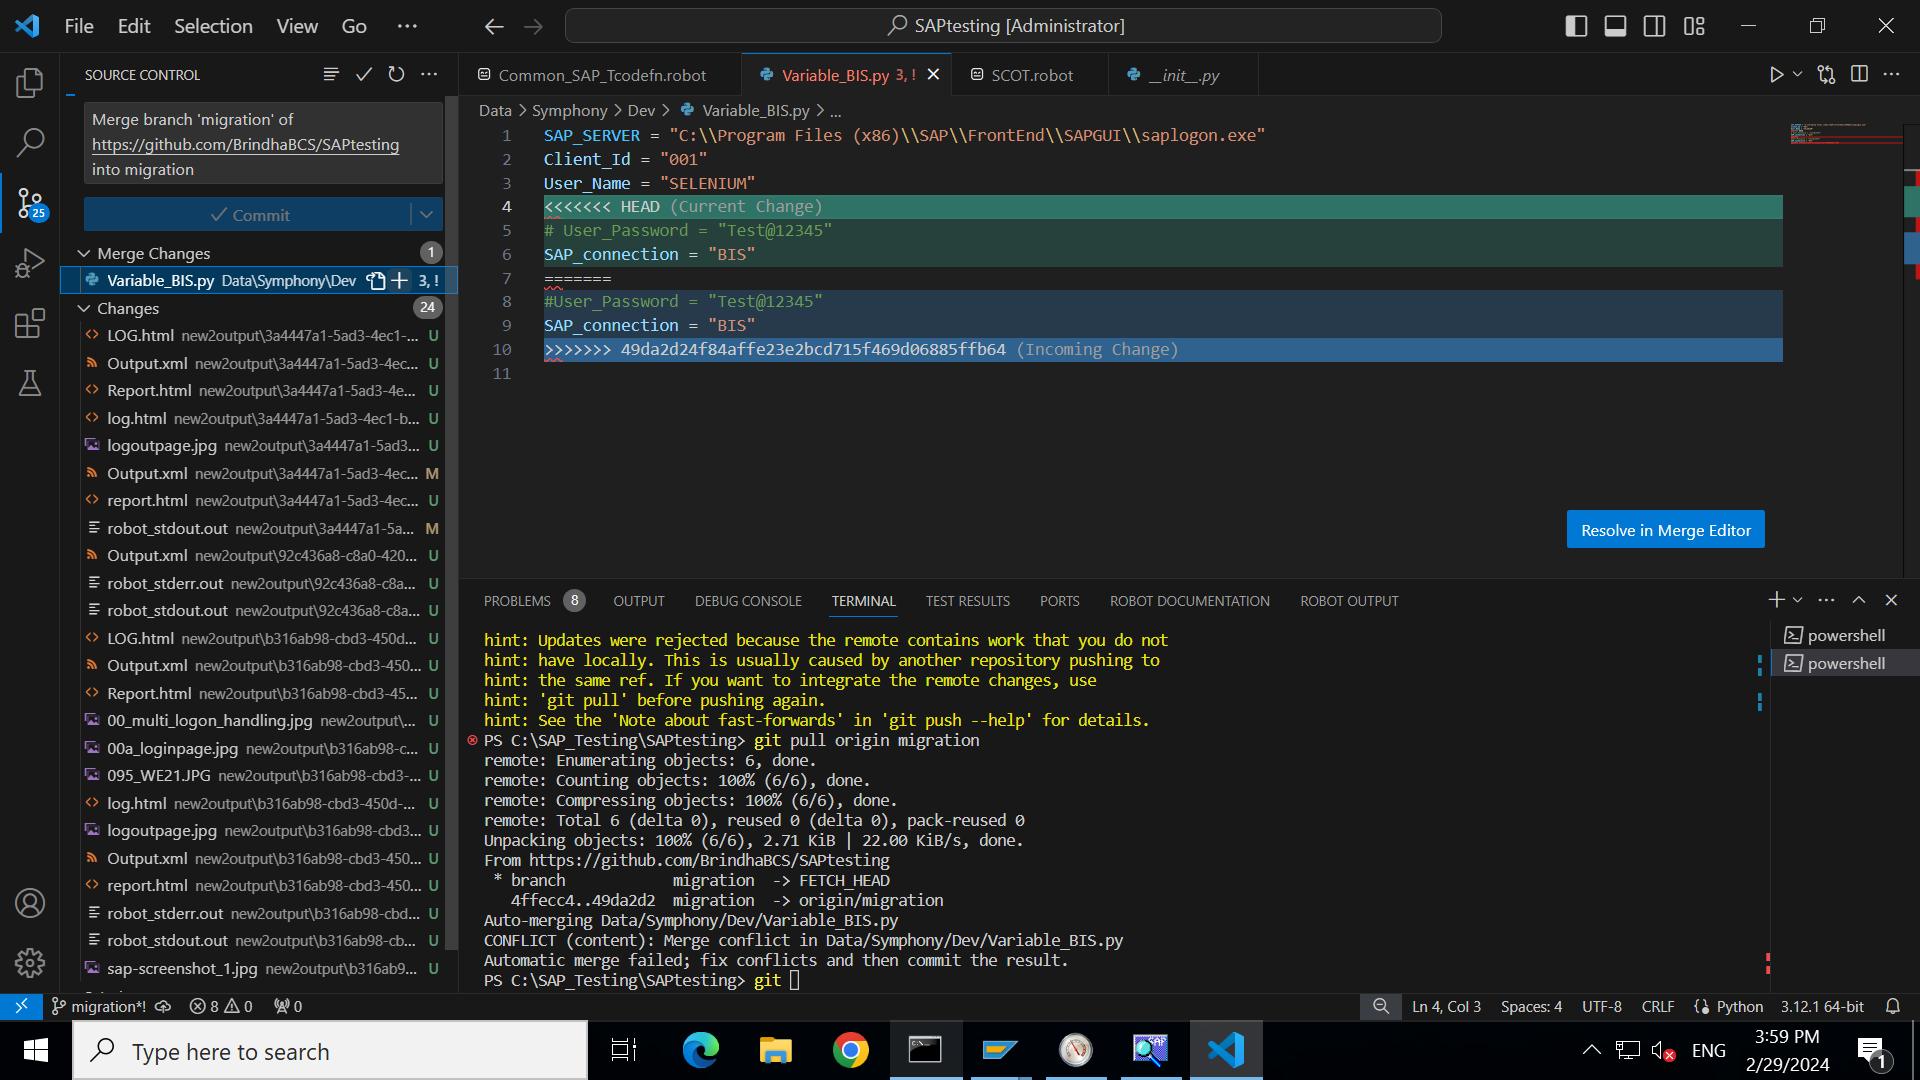 File Edit Selection View Go ···
SAPtesting [Administrator]
SOURCE CONTROL
Merge branch 'migration' of
https://github.com/BrindhaBCS/SAPtesting
into migration
Commit
25
Merge Changes 1
Variable_BIS.py Data\Symphony\Dev 3, !
Changes 24
LOG.html new2output\3a4447a1-5ad3-4ec1-... U
Output.xml new2output\3a4447a1-5ad3-4ec... U
Report.html new2output\3a4447a1-5ad3-4e... U
log.html new2output\3a4447a1-5ad3-4ec1-b... U
logoutpage.jpg new2output\3a4447a1-5ad3... U
Output.xml new2output\3a4447a1-5ad3-4ec... M
report.html new2output\3a4447a1-5ad3-4ec... U
robot_stdout.out new2output\3a4447a1-5a... M
Output.xml new2output\92c436a8-c8a0-420... U
robot_stderr.out new2output\92c436a8-c8a... U
robot_stdout.out new2output\92c436a8-c8a... U
LOG.html new2output\b316ab98-cbd3-450d... U
Output.xml new2output\b316ab98-cbd3-450... U
Report.html new2output\b316ab98-cbd3-45... U
00_multi_logon_handling.jpg new2output\... U
00a_loginpage.jpg new2output\b316ab98-c... U
095_WE21.JPG new2output\b316ab98-cbd3-... U
log.html new2output\b316ab98-cbd3-450d-... U
logoutpage.jpg new2output\b316ab98-cbd3... U
Output.xml new2output\b316ab98-cbd3-450... U
report.html new2output\b316ab98-cbd3-450... U
robot_stderr.out new2output\b316ab98-cbd... U
robot_stdout.out new2output\b316ab98-cb... U
sap-screenshot_1.jpg new2output\b316ab9... U
Common_SAP_Tcodefn.robot Variable_BIS.py 3, ! SCOT.robot __init__.py
Data > Symphony > Dev > Variable_BIS.py > ...
1 SAP_SERVER = "C:\\Program Files (x86)\\SAP\\FrontEnd\\SAPGUI\\saplogon.exe"
2 Client_Id = "001"
3 User_Name = "SELENIUM"
4 <<<<<<< HEAD (Current Change)
5 # User_Password = "Test@12345"
6 SAP_connection = "BIS"
7 =======
8 #User_Password = "Test@12345"
9 SAP_connection = "BIS"
10 >>>>>>> 49da2d24f84affe23e2bcd715f469d06885ffb64 (Incoming Change)
11
Resolve in Merge Editor
PROBLEMS 8 OUTPUT DEBUG CONSOLE TERMINAL TEST RESULTS PORTS ROBOT DOCUMENTATION ROBOT OUTPUT
hint: Updates were rejected because the remote contains work that you do not
hint: have locally. This is usually caused by another repository pushing to
hint: the same ref. If you want to integrate the remote changes, use
hint: 'git pull' before pushing again.
hint: See the 'Note about fast-forwards' in 'git push --help' for details.
PS C:\SAP_Testing\SAPtesting> git pull origin migration
remote: Enumerating objects: 6, done.
remote: Counting objects: 100% (6/6), done.
remote: Compressing objects: 100% (6/6), done.
remote: Total 6 (delta 0), reused 0 (delta 0), pack-reused 0
Unpacking objects: 100% (6/6), 2.71 KiB | 22.00 KiB/s, done.
From https://github.com/BrindhaBCS/SAPtesting
* branch migration -> FETCH_HEAD
4ffecc4..49da2d2 migration -> origin/migration
Auto-merging Data/Symphony/Dev/Variable_BIS.py
CONFLICT (content): Merge conflict in Data/Symphony/Dev/Variable_BIS.py
Automatic merge failed; fix conflicts and then commit the result.
PS C:\SAP_Testing\SAPtesting> git
powershell
powershell
migration*! 8 0 0
Ln 4, Col 3 Spaces: 4 UTF-8 CRLF Python 3.12.1 64-bit
Type here to search
ENG
3:59 PM
2/29/2024
1